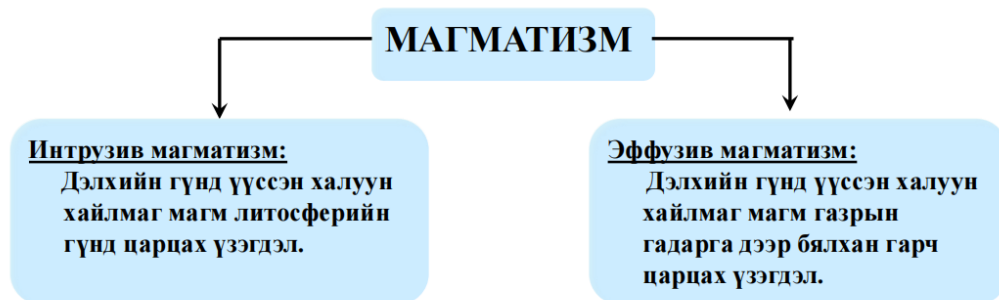 МАГМАТИЗМ
Интрузив магматизм:
Дэлхийн гүнд үүссэн халуун
хайлмаг магм литосферийн
гүнд царцах үзэгдэл.
Эффузив магматизм:
Дэлхийн гүнд үүссэн халуун
хайлмаг магм газрын
гадарга дээр бялхан гарч
царцах үзэгдэл.